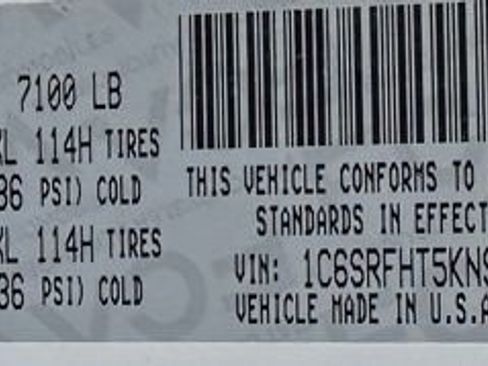 7100 LB
XL 114H TIRES
36 PSI) COLD
XL 114H TIRES
36 PSI) COLD
THIS VEHICLE CONFORMS TO
STANDARDS IN EFFECT
VIN: 1C6SRFHT5KN
VEHICLE MADE IN U.S.A